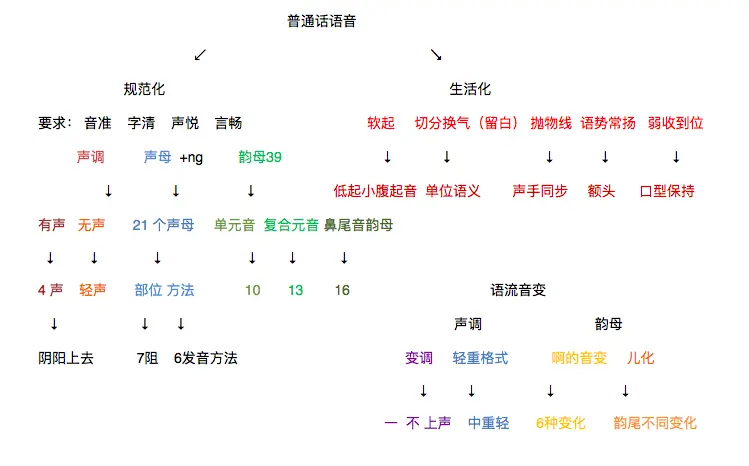 普通话语音
↙ ↘
规范化 生活化
要求： 音准 字清 声悦 言畅 软起 切分换气（留白） 抛物线 语势常扬 弱收到位
声调 声母 +ng 韵母39 ↓ ↓ ↓ ↓ ↓
↓ ↓ ↓ 低起小腹起音 单位语义 声手同步 额头 口型保持
有声 无声 21 个声母 单元音 复合元音 鼻尾音韵母
↓ ↓ ↓ ↓ ↓ ↓
4 声 轻声 部位 方法 10 13 16 语流音变
↓ ↓ ↓ 声调 韵母
阴阳上去 7阻 6发音方法 变调 轻重格式 啊的音变 儿化
↓ ↓ ↓ ↓
一 不 上声 中重轻 6种变化 韵尾不同变化